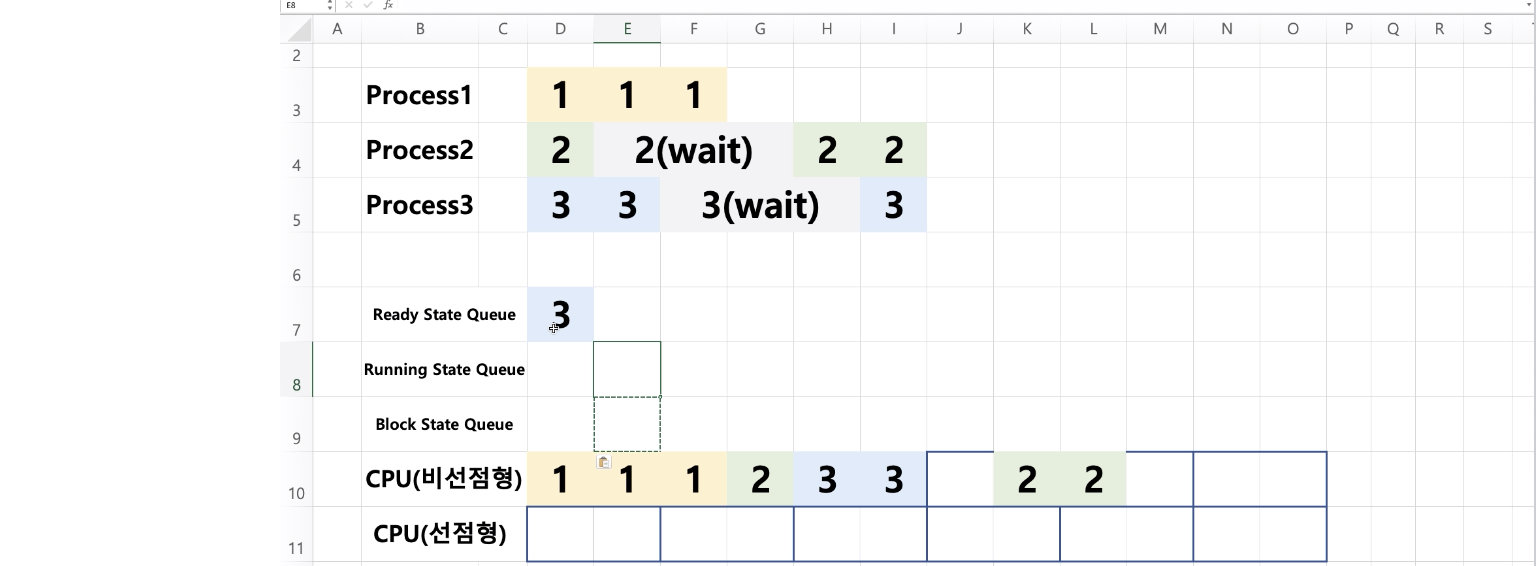 E8 fx
A B C D E F G H I J K L M N O P Q R S
2
3 Process1 1 1 1
4 Process2 2 2(wait) 2 2
5 Process3 3 3 3(wait) 3
6
7 Ready State Queue 3
8 Running State Queue
9 Block State Queue
10 CPU(비선점형) 1 1 1 2 3 3 2 2
11 CPU(선점형)